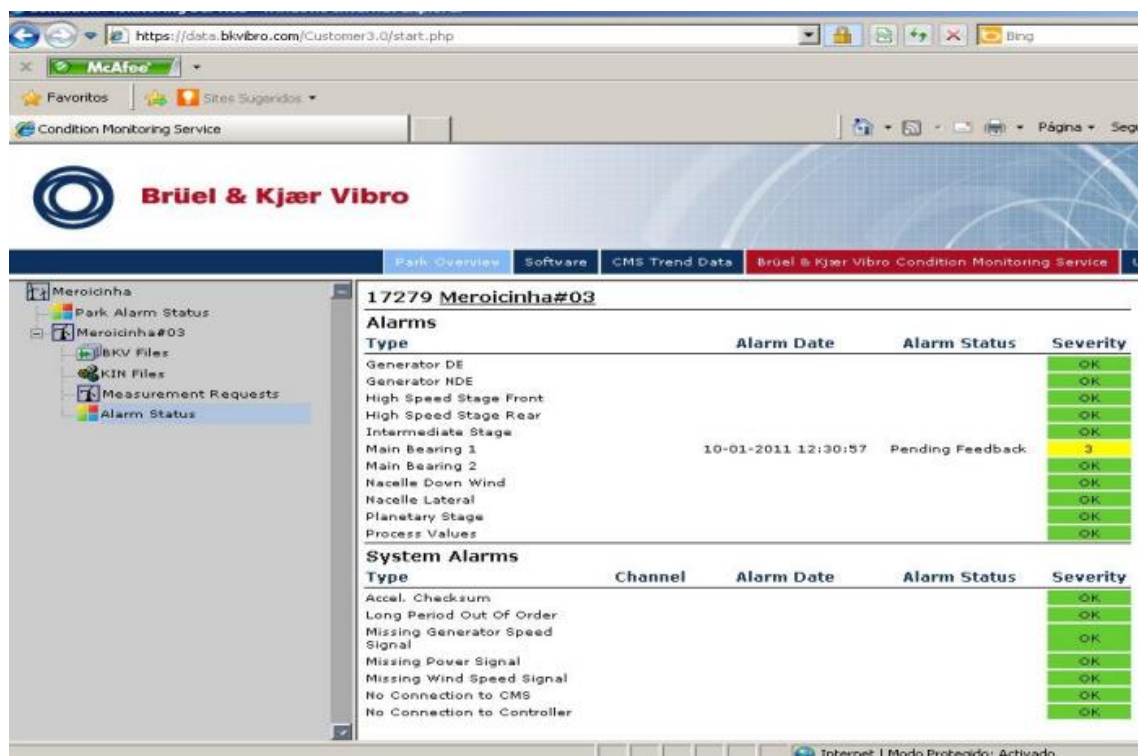 https://data.bkvibro.com/Customer3.0/start.php Bing
McAfee
Favoritos Sites Sugeridos
Condition Monitoring Service Página
Brüel & Kjær Vibro
Park Overview Software CMS Trend Data Brüel & Kjær Vibro Condition Monitoring Service
Meroicinha
Park Alarm Status
Meroicinha#03
BKV Files
KIN Files
Measurement Requests
Alarm Status
17279 Meroicinha#03
Alarms
Type Alarm Date Alarm Status Severity
Generator DE OK
Generator NDE OK
High Speed Stage Front OK
High Speed Stage Rear OK
Intermediate Stage OK
Main Bearing 1 10-01-2011 12:30:57 Pending Feedback 3
Main Bearing 2 OK
Nacelle Down Wind OK
Nacelle Lateral OK
Planetary Stage OK
Process Values OK
System Alarms
Type Channel Alarm Date Alarm Status Severity
Accel. Checksum OK
Long Period Out Of Order OK
Missing Generator Speed
Signal OK
Missing Power Signal OK
Missing Wind Speed Signal OK
No Connection to CMS OK
No Connection to Controller OK
Internet | Modo Protegido: Activado